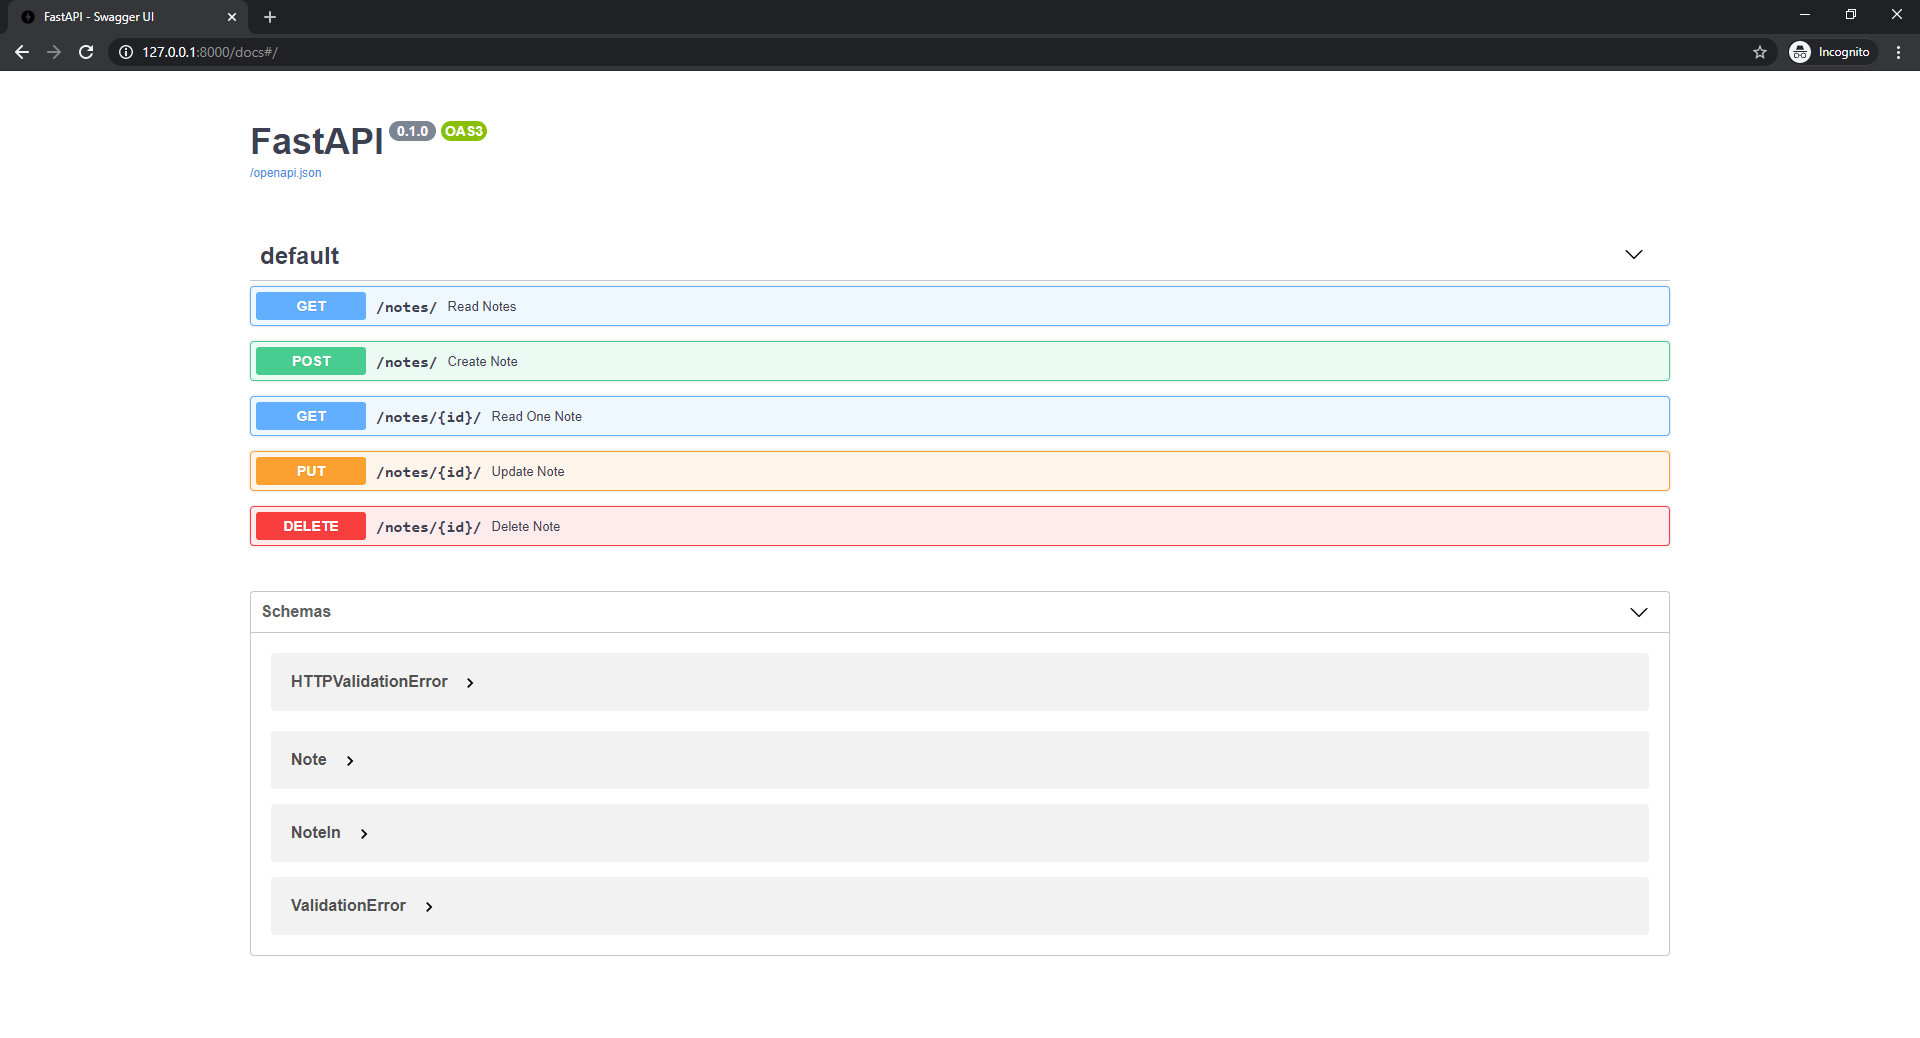 FastAPI - Swagger UI
127.0.0.1:8000/docs#/
Incognito
FastAPI 0.1.0 OAS3
/openapi.json
default
GET /notes/ Read Notes
POST /notes/ Create Note
GET /notes/{id}/ Read One Note
PUT /notes/{id}/ Update Note
DELETE /notes/{id}/ Delete Note
Schemas
HTTPValidationError
Note
NoteIn
ValidationError